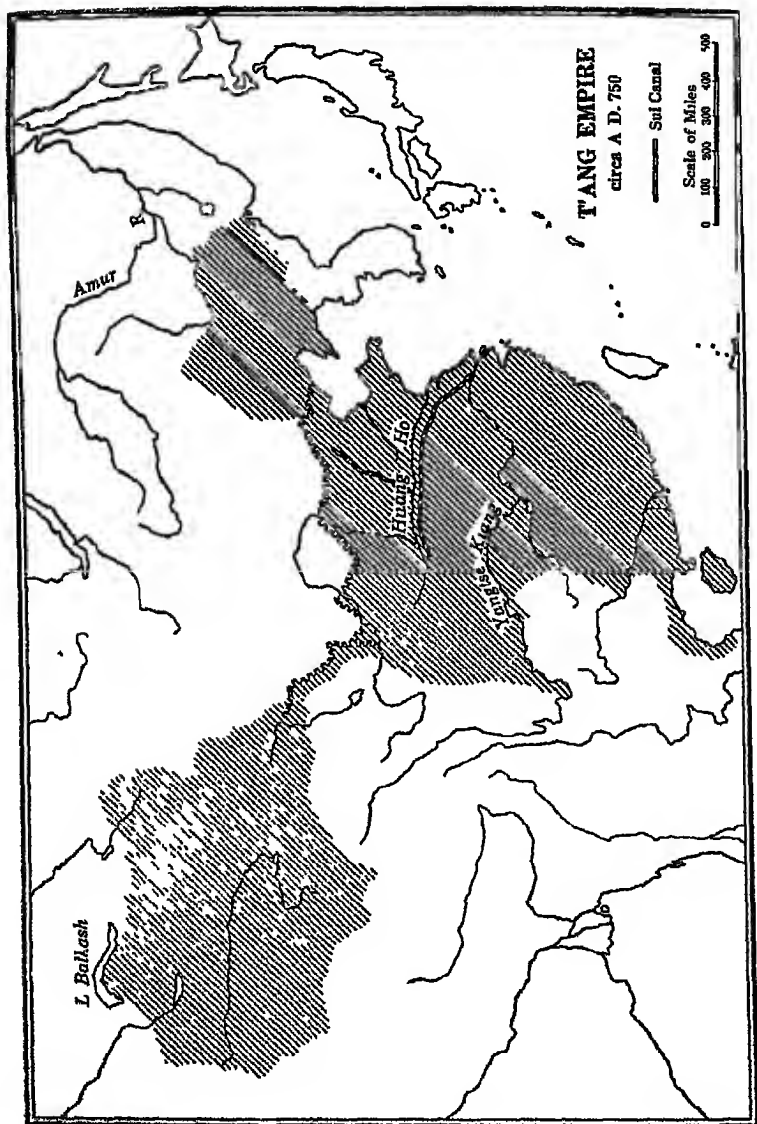 T'ANG EMPIRE
circa A D. 750
Sui Canal
Scale of Miles
0 100 200 300 400 500
Amur R
Huang Ho
Yangtse Kiang
L Balkash